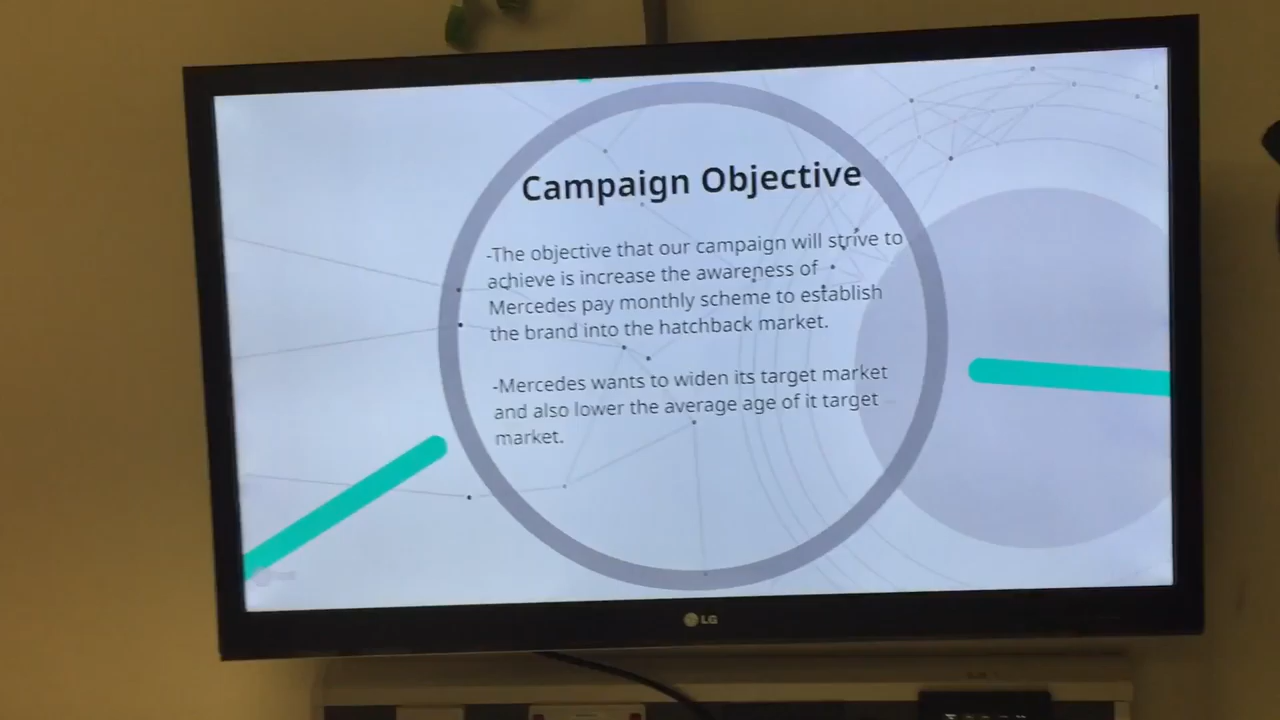 Campaign Objective
-The objective that our campaign will strive to
achieve is increase the awareness of
Mercedes pay monthly scheme to establish
the brand into the hatchback market.
-Mercedes wants to widen its target market
and also lower the average age of it target
market.
LG